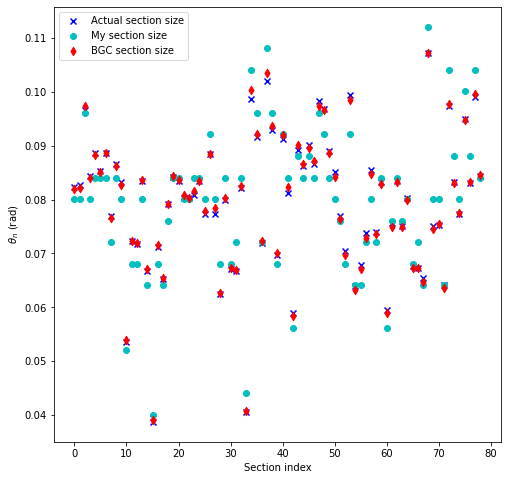 Actual section size
My section size
BGC section size
0.11
0.10
0.09
0.08
0.07
0.06
0.05
0.04
θn (rad)
0 10 20 30 40 50 60 70 80
Section index